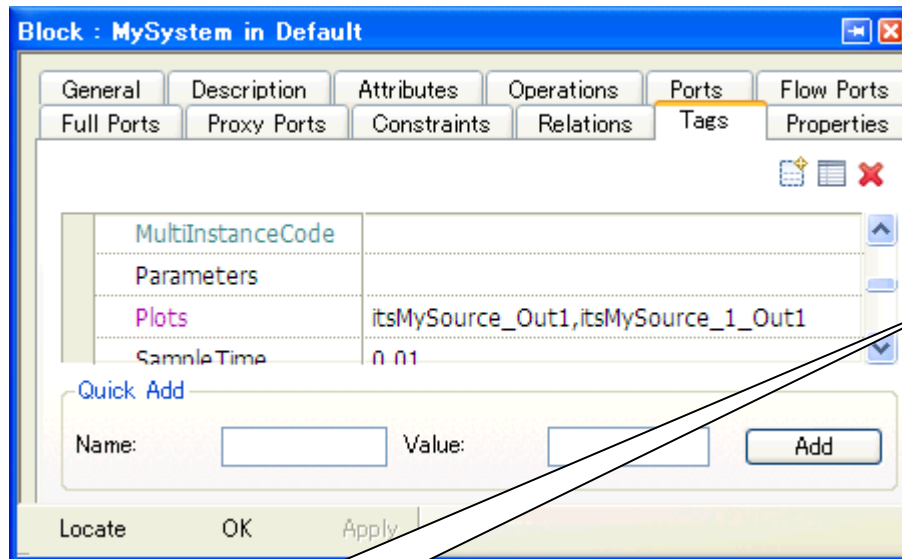 Block : MySystem in Default
General Description Attributes Operations Ports Flow Ports
Full Ports Proxy Ports Constraints Relations Tags Properties
MultiInstanceCode
Parameters
Plots itsMySource_Out1,itsMySource_1_Out1
SampleTime 0.01
Quick Add
Name: Value: Add
Locate OK Apply